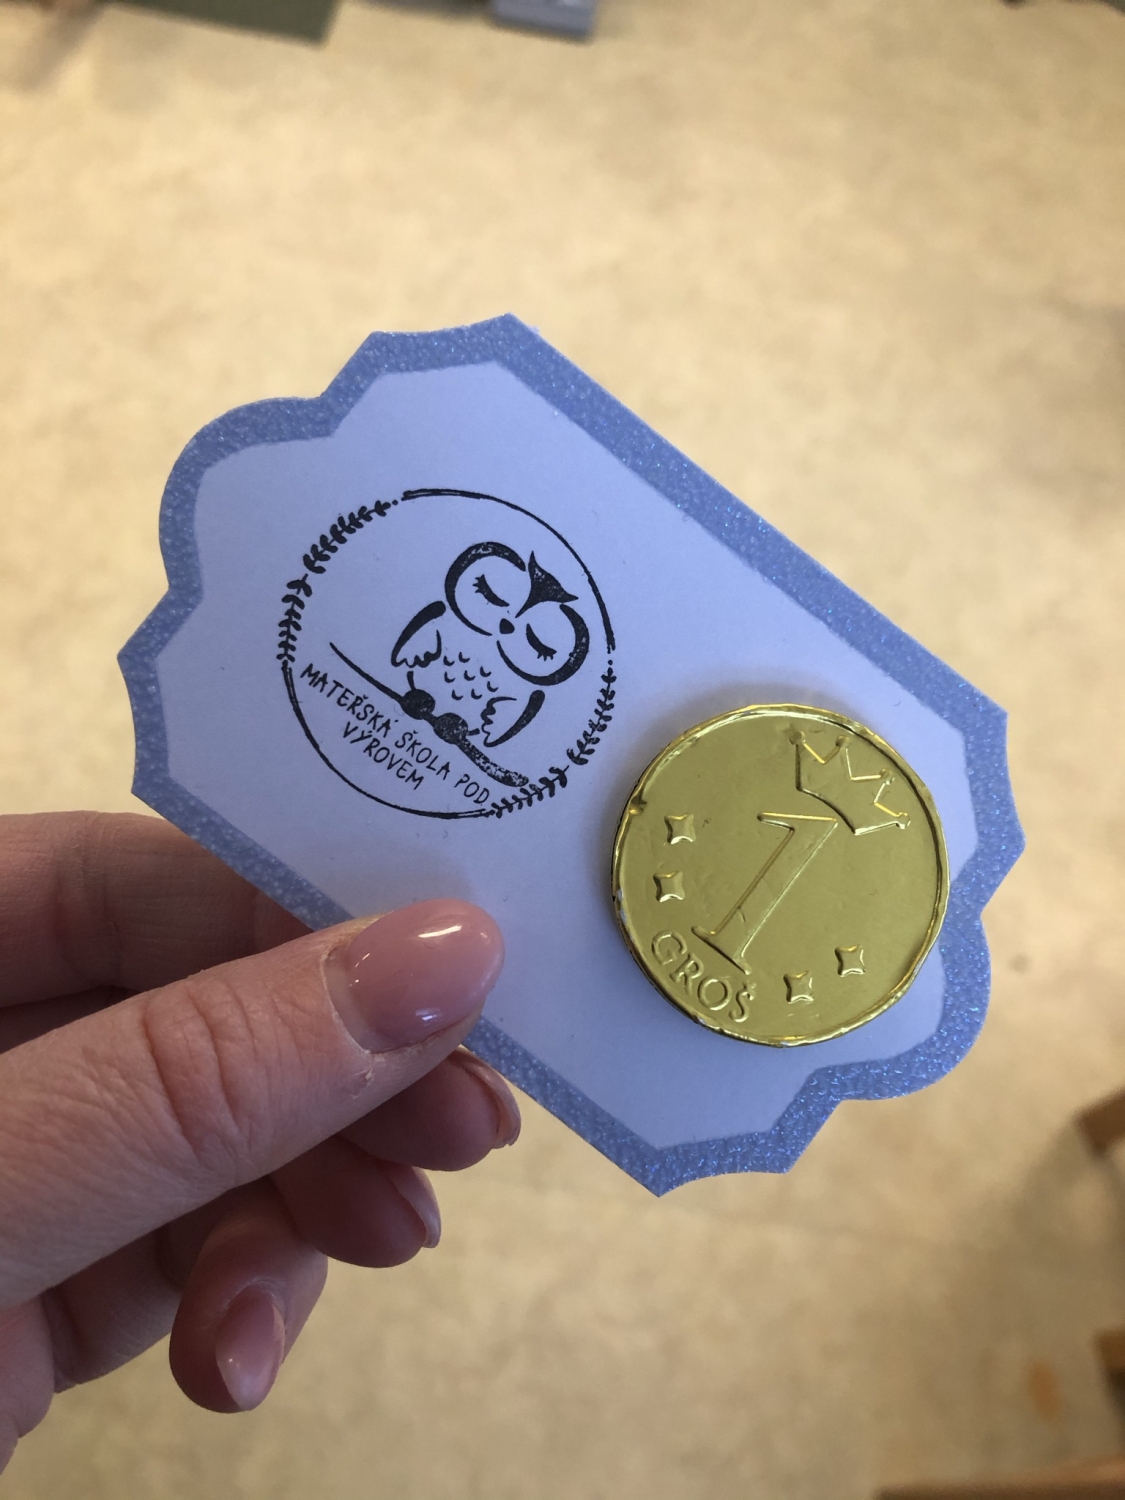 MATEŘSKÁ ŠKOLA POD
VÝROVEM
1
GROŠ